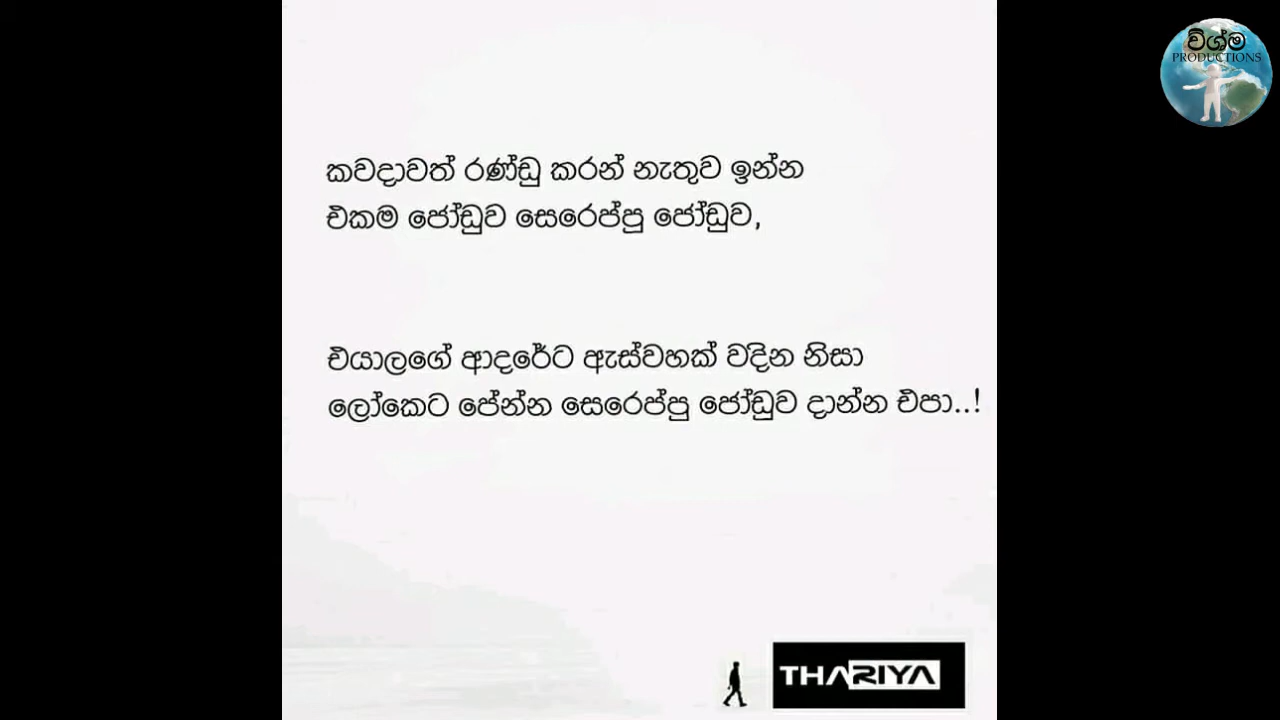 විශ්ම
PRODUCTIONS
කවදාවත් රණ්ඩු කරන් නැතුව ඉන්න
එකම ජෝඩුව සෙරෙප්පු ජෝඩුව,
එයාලගේ ආදරේට ඇස්වහක් වදින නිසා
ලෝකෙට පේන්න සෙරෙප්පු ජෝඩුව දාන්න එපා..!
THARIYA